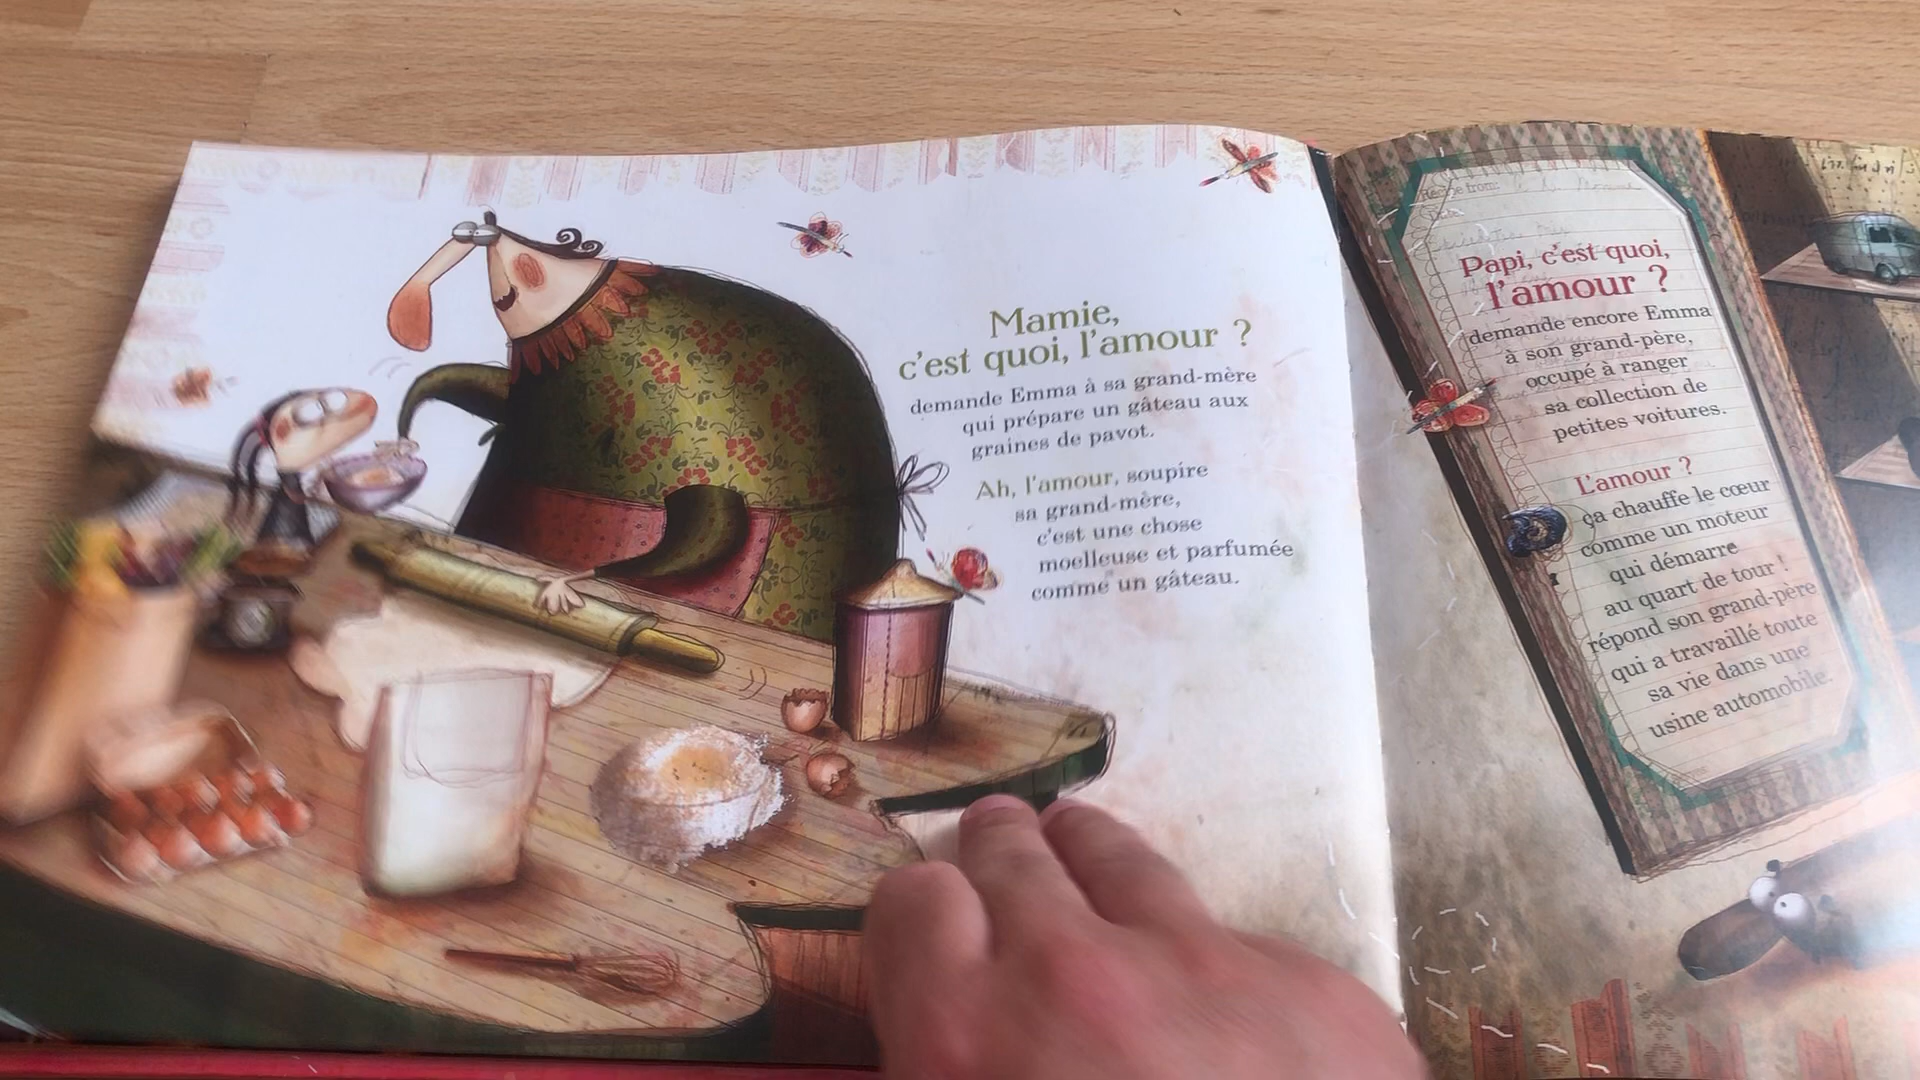 Mamie,
c'est quoi, l'amour ?
demande Emma à sa grand-mère
qui prépare un gâteau aux
graines de pavot.
Ah, l'amour, soupire
sa grand-mère,
c'est une chose
moelleuse et parfumée
comme un gâteau.
Recipe from:
Papi, c'est quoi,
l'amour ?
demande encore Emma
à son grand-père,
occupé à ranger
sa collection de
petites voitures.
L'amour ?
ça chauffe le cœur
comme un moteur
qui démarre
au quart de tour !
répond son grand-père
qui a travaillé toute
sa vie dans une
usine automobile.